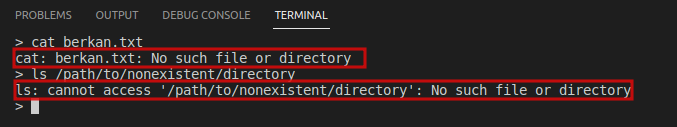 PROBLEMS OUTPUT DEBUG CONSOLE TERMINAL
> cat berkan.txt
cat: berkan.txt: No such file or directory
> ls /path/to/nonexistent/directory
ls: cannot access '/path/to/nonexistent/directory': No such file or directory
>